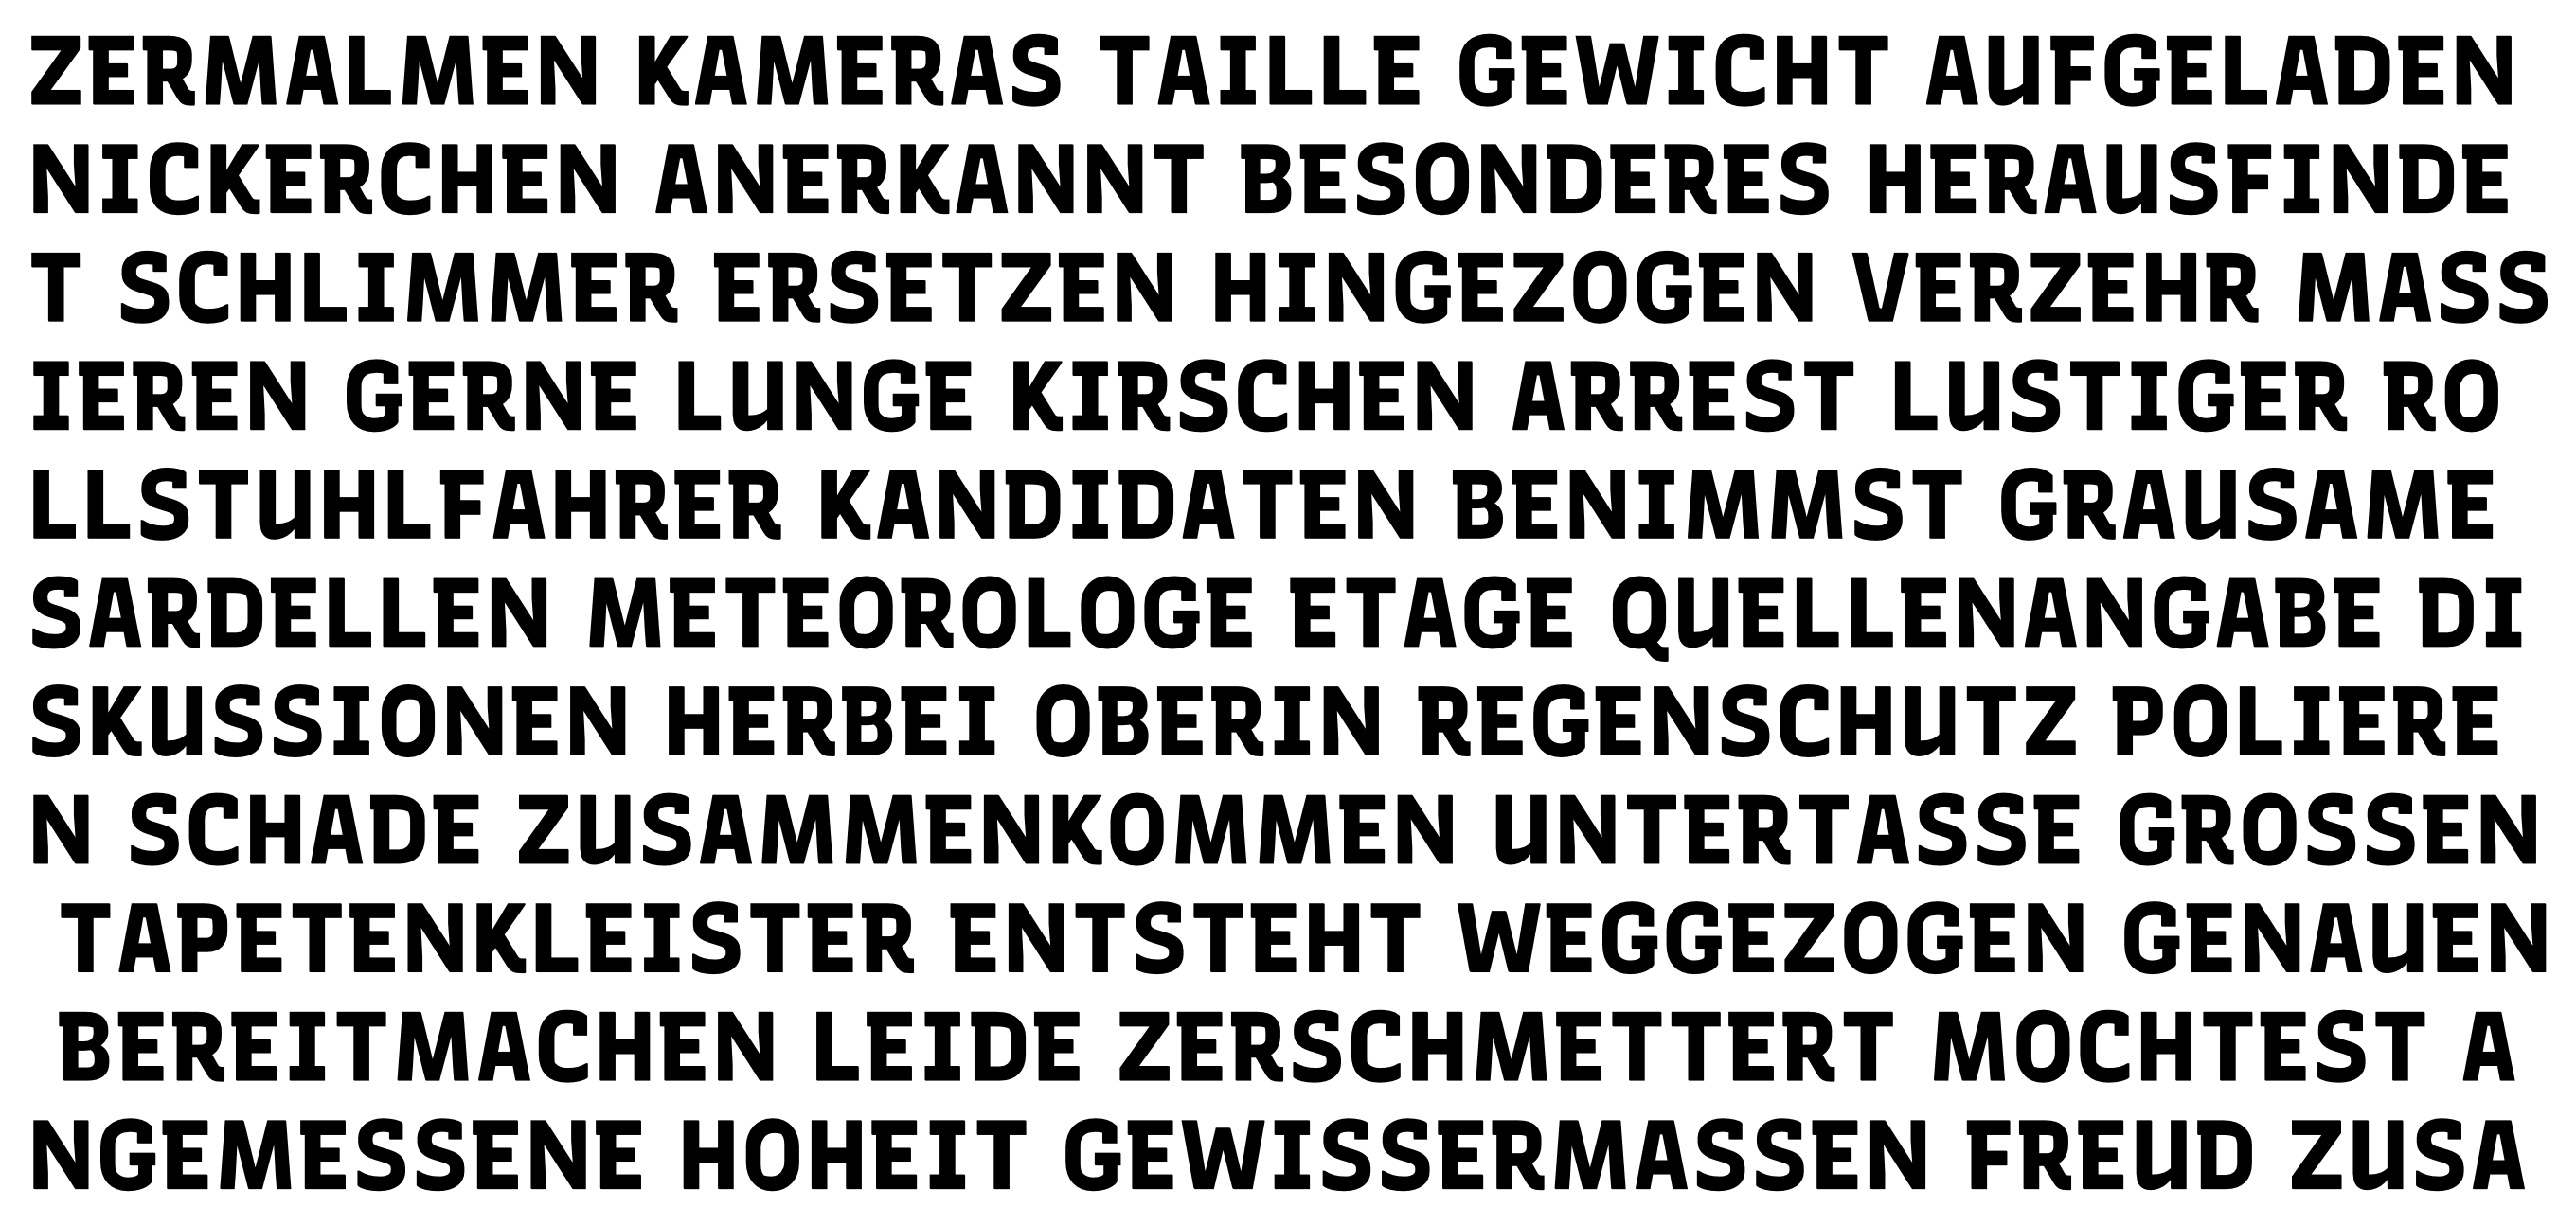 ZERMALMEN KAMERAS TAILLE GEWICHT AUFGELADEN
NICKERCHEN ANERKANNT BESONDERES HERAUSFINDE
T SCHLIMMER ERSETZEN HINGEZOGEN VERZEHR MASS
IEREN GERNE LUNGE KIRSCHEN ARREST LUSTIGER RO
LLSTUHLFAHRER KANDIDATEN BENIMMST GRAUSAME
SARDELLEN METEOROLOGE ETAGE QUELLENANGABE DI
SKUSSIONEN HERBEI OBERIN REGENSCHUTZ POLIERE
N SCHADE ZUSAMMENKOMMEN UNTERTASSE GROSSEN
TAPETENKLEISTER ENTSTEHT WEGGEZOGEN GENAUEN
BEREITMACHEN LEIDE ZERSCHMETTERT MOCHTEST A
NGEMESSENE HOHEIT GEWISSERMASSEN FREUD ZUSA